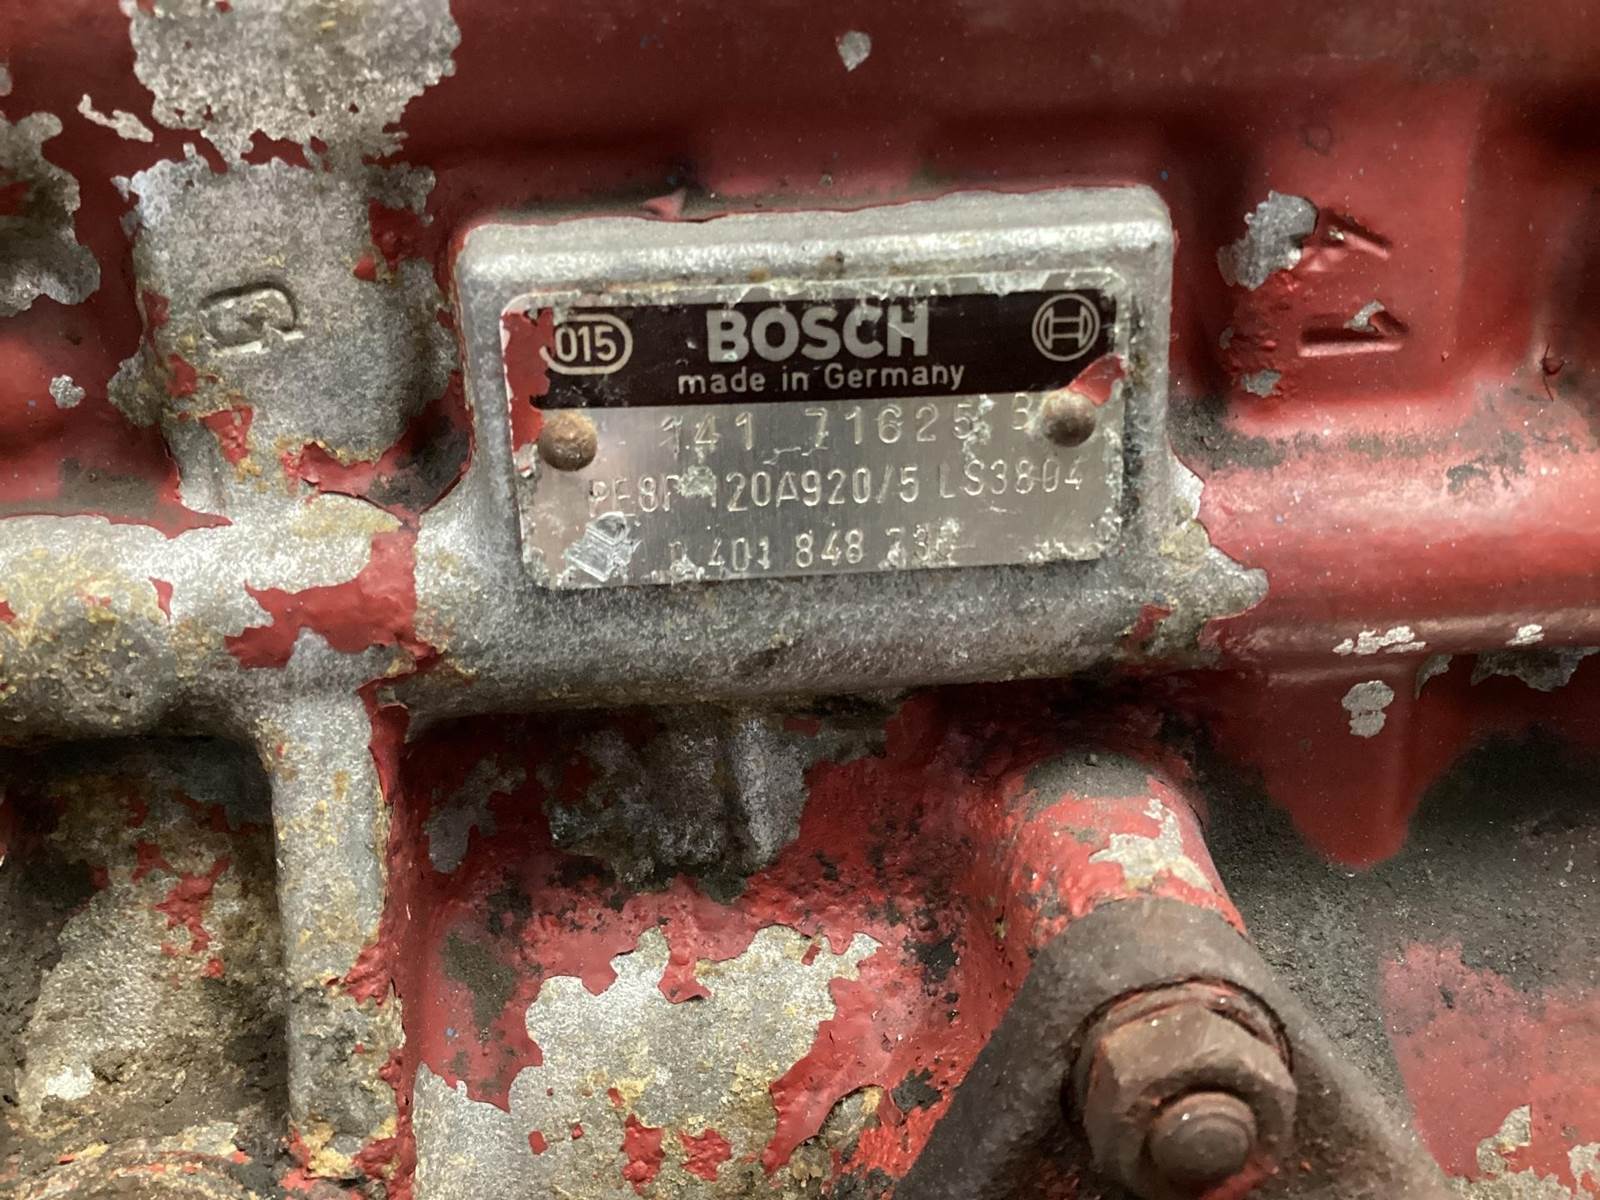 G
015 BOSCH
made in Germany
141 71625 B
PE8P 120A920/5 LS3804
0 401 848